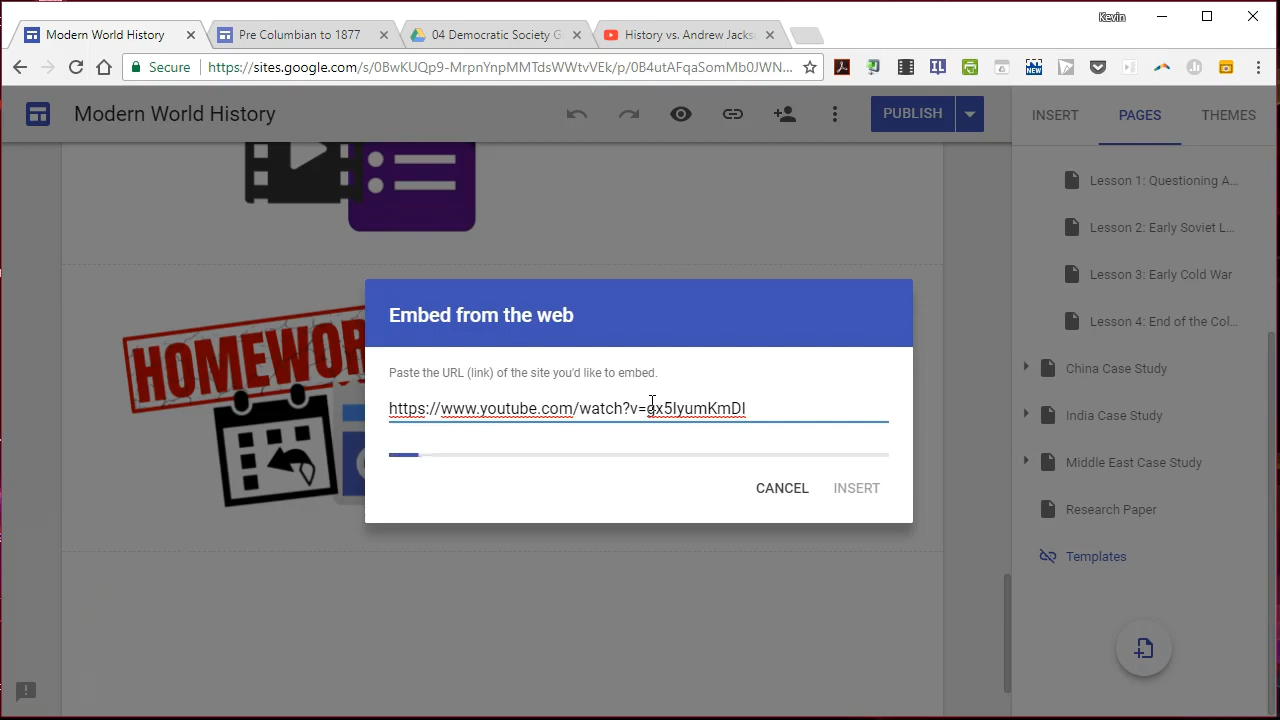 Kevin
Modern World History
Pre Columbian to 1877
04 Democratic Society G
History vs. Andrew Jacks
Secure
https://sites.google.com/s/0BwKUQp9-MrpnYnpMMTdsWWtvVEk/p/0B4utAFqaSomMb0JWN...
NEW
Modern World History
PUBLISH
INSERT
PAGES
THEMES
Lesson 1: Questioning A...
Lesson 2: Early Soviet L...
Lesson 3: Early Cold War
Lesson 4: End of the Col...
China Case Study
India Case Study
Middle East Case Study
Research Paper
Templates
HOMEWOR
Embed from the web
Paste the URL (link) of the site you'd like to embed.
https://www.youtube.com/watch?v=gx5IyumKmDI
CANCEL
INSERT